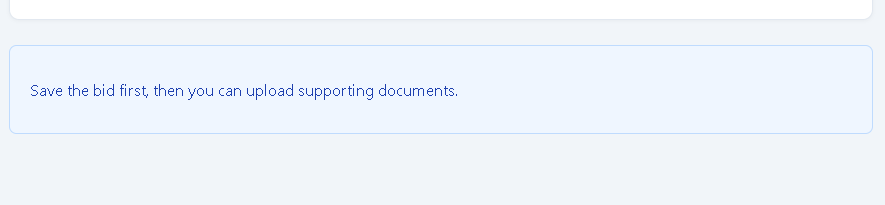 Save the bid first, then you can upload supporting documents.